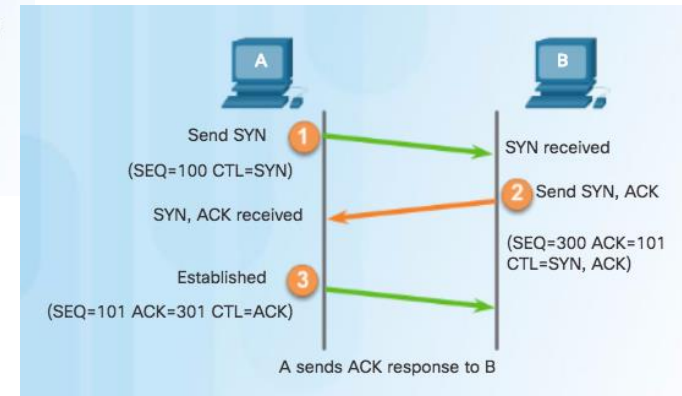 A
B
Send SYN
1
(SEQ=100 CTL=SYN)
SYN received
2
Send SYN, ACK
SYN, ACK received
(SEQ=300 ACK=101
CTL=SYN, ACK)
Established
3
(SEQ=101 ACK=301 CTL=ACK)
A sends ACK response to B